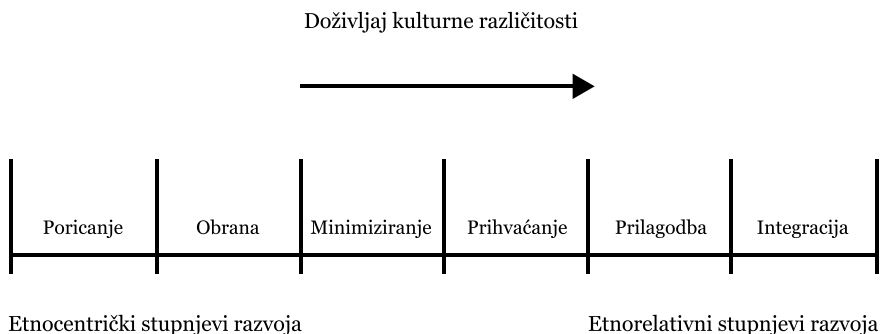 Doživljaj kulturne različitosti
Poricanje Obrana Minimiziranje Prihvaćanje Prilagodba Integracija
Etnocentrički stupnjevi razvoja Etnorelativni stupnjevi razvoja